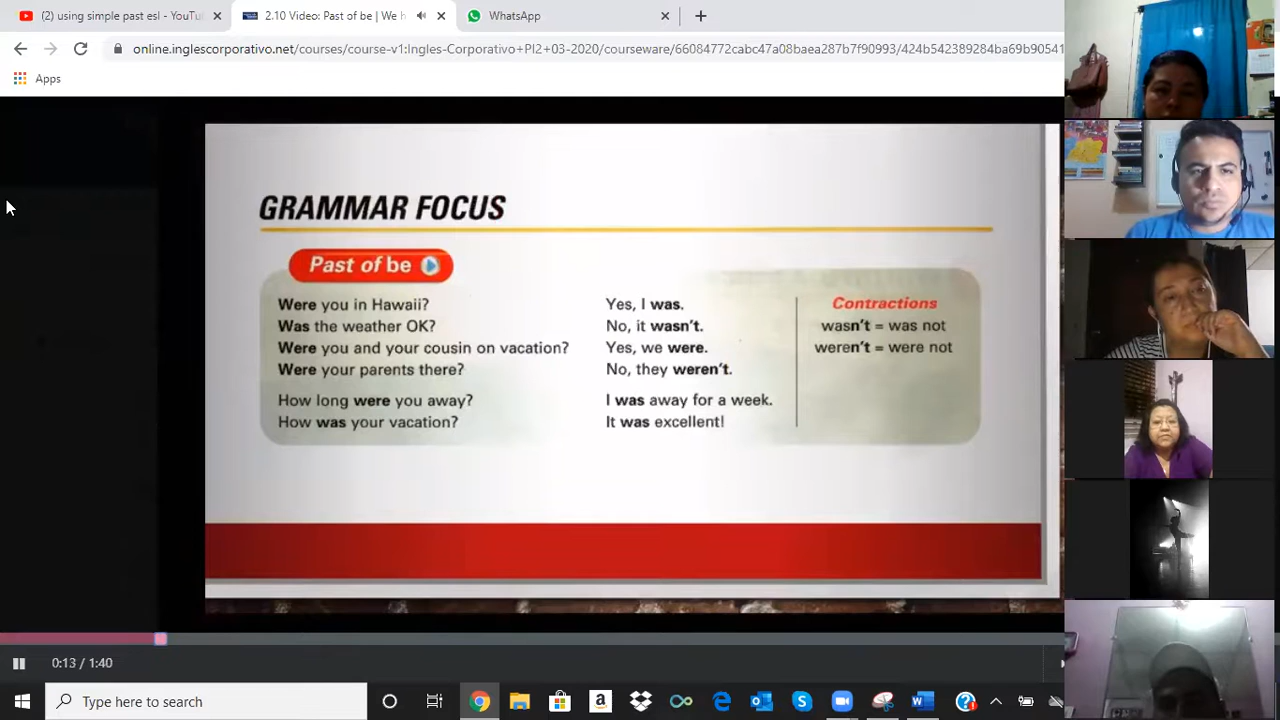 (2) using simple past esl - YouTu
2.10 Video: Past of be | We h
WhatsApp
online.inglescorporativo.net/courses/course-v1:Ingles-Corporativo+PI2+03-2020/courseware/66084772cabc47a08baea287b7f90993/424b542389284ba69b90541
Apps
GRAMMAR FOCUS
Past of be
Were you in Hawaii? Yes, I was.
Was the weather OK? No, it wasn't.
Were you and your cousin on vacation? Yes, we were.
Were your parents there? No, they weren't.
How long were you away? I was away for a week.
How was your vacation? It was excellent!
Contractions
wasn't = was not
weren't = were not
0:13 / 1:40
Type here to search